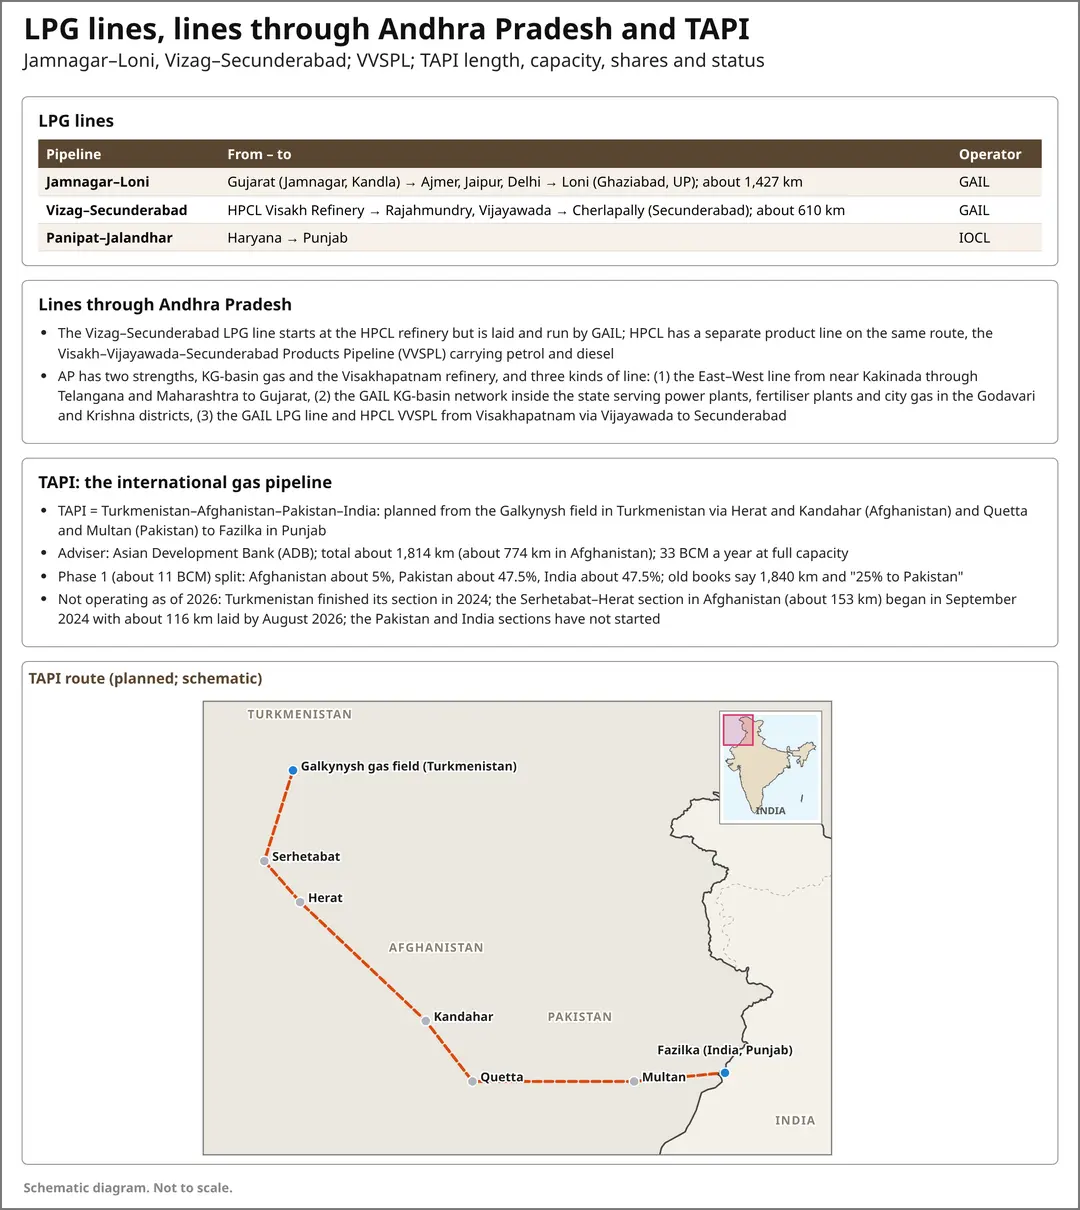 LPG lines, lines through Andhra Pradesh and TAPI
Jamnagar–Loni, Vizag–Secunderabad; VVSPL; TAPI length, capacity, shares and status
LPG lines
Pipeline From – to Operator
Jamnagar–Loni Gujarat (Jamnagar, Kandla) → Ajmer, Jaipur, Delhi → Loni (Ghaziabad, UP); about 1,427 km GAIL
Vizag–Secunderabad HPCL Visakh Refinery → Rajahmundry, Vijayawada → Cherlapally (Secunderabad); about 610 km GAIL
Panipat–Jalandhar Haryana → Punjab IOCL
Lines through Andhra Pradesh
• The Vizag–Secunderabad LPG line starts at the HPCL refinery but is laid and run by GAIL; HPCL has a separate product line on the same route, the
Visakh–Vijayawada–Secunderabad Products Pipeline (VVSPL) carrying petrol and diesel
• AP has two strengths, KG-basin gas and the Visakhapatnam refinery, and three kinds of line: (1) the East–West line from near Kakinada through
Telangana and Maharashtra to Gujarat, (2) the GAIL KG-basin network inside the state serving power plants, fertiliser plants and city gas in the Godavari
and Krishna districts, (3) the GAIL LPG line and HPCL VVSPL from Visakhapatnam via Vijayawada to Secunderabad
TAPI: the international gas pipeline
• TAPI = Turkmenistan–Afghanistan–Pakistan–India: planned from the Galkynysh field in Turkmenistan via Herat and Kandahar (Afghanistan) and Quetta
and Multan (Pakistan) to Fazilka in Punjab
• Adviser: Asian Development Bank (ADB); total about 1,814 km (about 774 km in Afghanistan); 33 BCM a year at full capacity
• Phase 1 (about 11 BCM) split: Afghanistan about 5%, Pakistan about 47.5%, India about 47.5%; old books say 1,840 km and "25% to Pakistan"
• Not operating as of 2026: Turkmenistan finished its section in 2024; the Serhetabat–Herat section in Afghanistan (about 153 km) began in September
2024 with about 116 km laid by August 2026; the Pakistan and India sections have not started
TAPI route (planned; schematic)
TURKMENISTAN
Galkynysh gas field (Turkmenistan)
INDIA
Serhetabat
Herat
AFGHANISTAN
Kandahar
PAKISTAN
Fazilka (India, Punjab)
Quetta
Multan
INDIA
Schematic diagram. Not to scale.